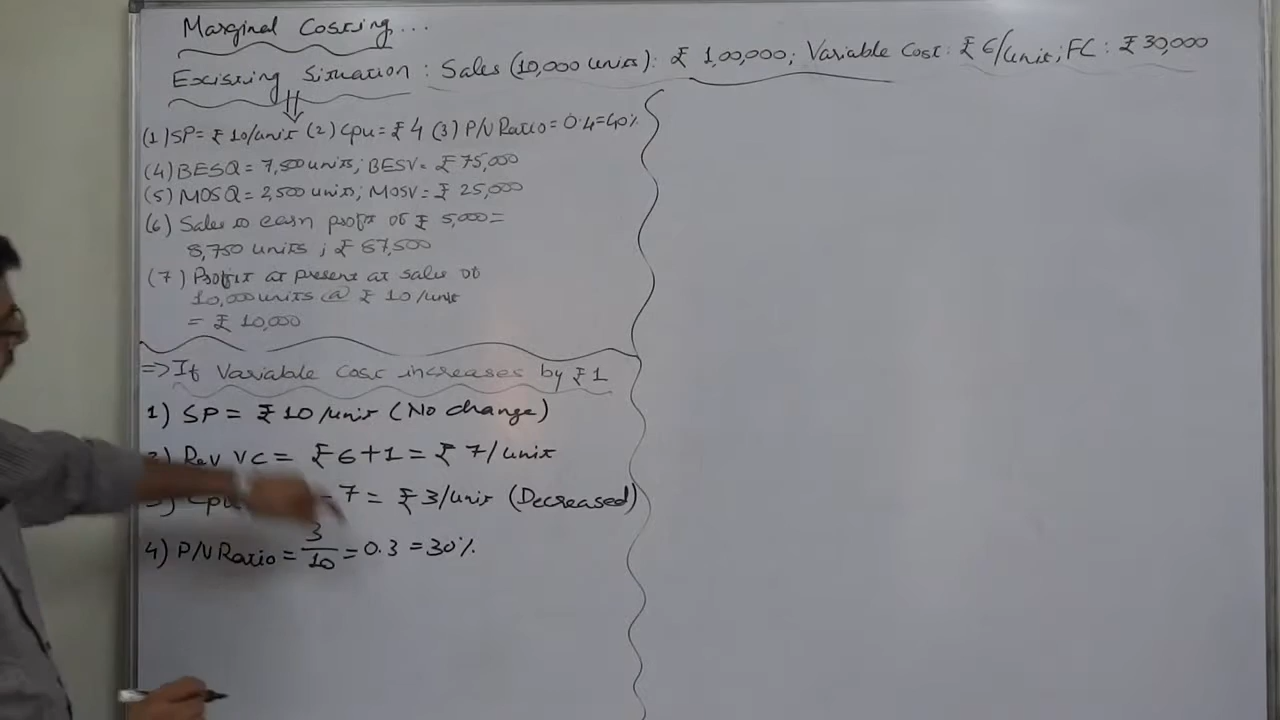 Marginal Costing...
Existing Situation : Sales (10,000 units): ₹ 1,00,000; Variable Cost: ₹ 6/unit; FC : ₹ 30,000
(1) SP = ₹ 10/unit (2) Cpu = ₹ 4 (3) P/V Ratio = 0.4 = 40%
(4) BESQ = 7,500 units; BESV = ₹ 75,000
(5) MOSQ = 2,500 units; MOSV = ₹ 25,000
(6) Sales to earn profit of ₹ 5,000 =
8,750 units ; ₹ 87,500
(7) Profit at present at sales of
10,000 units @ ₹ 10/unit
= ₹ 10,000
=> If Variable Cost increases by ₹ 1
1) SP = ₹ 10/unit (No change)
2) Rev VC = ₹ 6+1 = ₹ 7/unit
3) Cpu - 7 = ₹ 3/unit (Decreased)
4) P/V Ratio = 3/10 = 0.3 = 30%